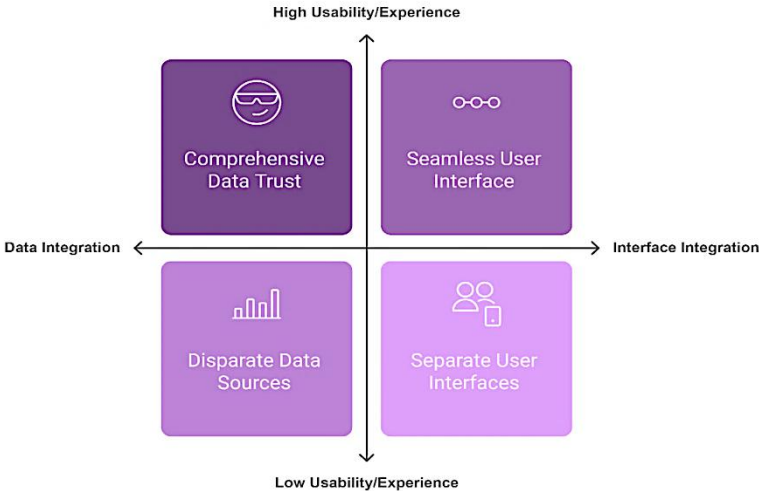 High Usability/Experience
Comprehensive
Data Trust
Seamless User
Interface
Data Integration
Interface Integration
Disparate Data
Sources
Separate User
Interfaces
Low Usability/Experience